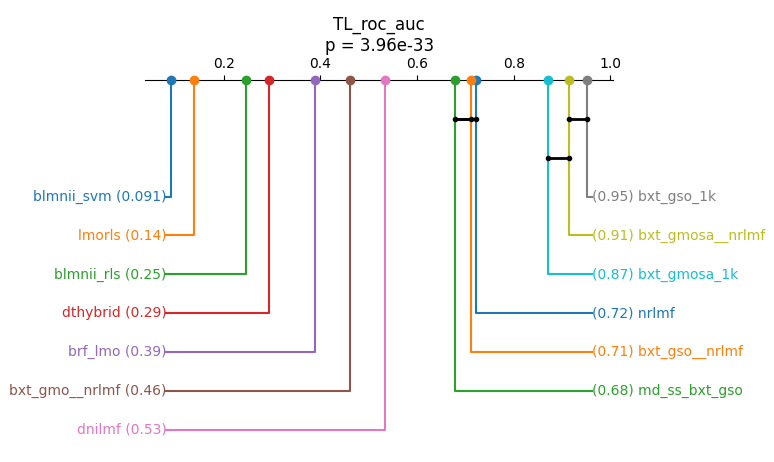 TL_roc_auc
p = 3.96e-33
0.2 0.4 0.6 0.8 1.0
blmnii_svm (0.091) (0.95) bxt_gso_1k
lmorls (0.14) (0.91) bxt_gmosa__nrlmf
blmnii_rls (0.25) (0.87) bxt_gmosa_1k
dthybrid (0.29) (0.72) nrlmf
brf_lmo (0.39) (0.71) bxt_gso__nrlmf
bxt_gmo__nrlmf (0.46) (0.68) md_ss_bxt_gso
dnilmf (0.53)